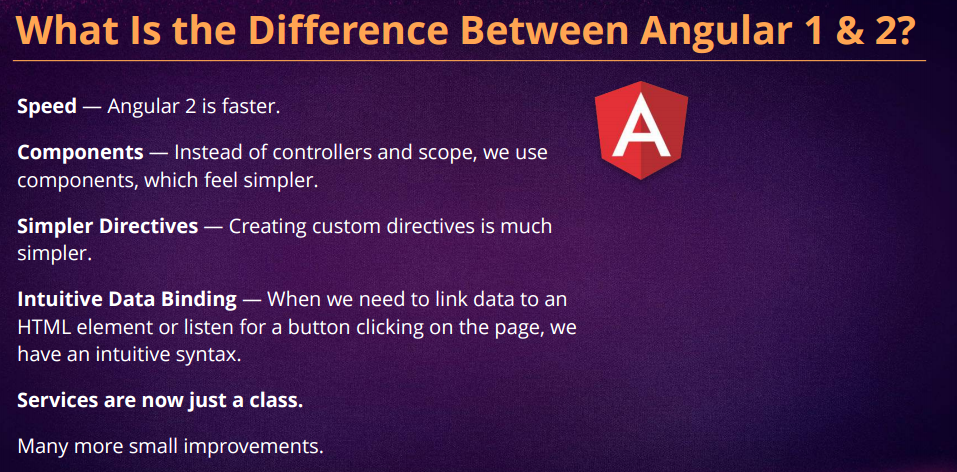 What Is the Difference Between Angular 1 & 2?
Speed — Angular 2 is faster.
Components — Instead of controllers and scope, we use
components, which feel simpler.
Simpler Directives — Creating custom directives is much
simpler.
Intuitive Data Binding — When we need to link data to an
HTML element or listen for a button clicking on the page, we
have an intuitive syntax.
Services are now just a class.
Many more small improvements.
A